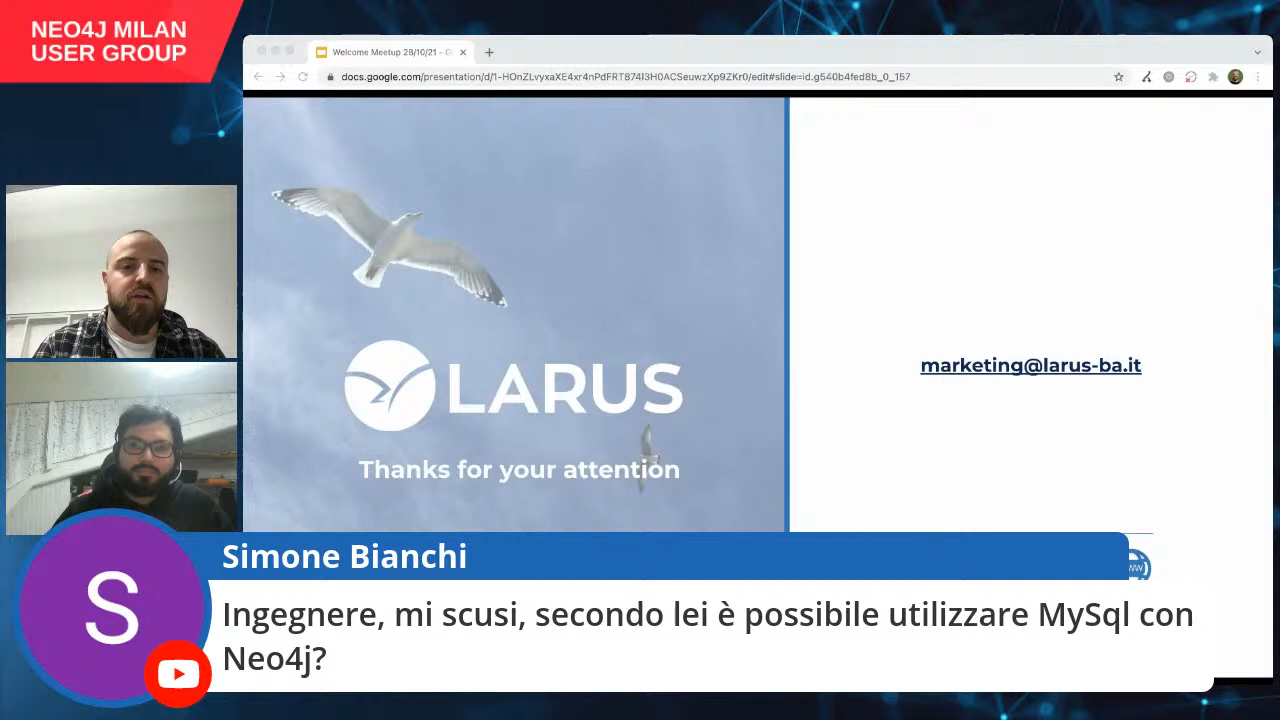 NEO4J MILAN
USER GROUP
Welcome Meetup 28/10/21 - G
docs.google.com/presentation/d/1-HOnZLvyxaXE4xr4nPdFRT874I3H0ACSeuwzXp9ZKr0/edit#slide=id.g540b4fed8b_0_157
LARUS
Thanks for your attention
marketing@larus-ba.it
S
Simone Bianchi
Ingegnere, mi scusi, secondo lei è possibile utilizzare MySql con
Neo4j?